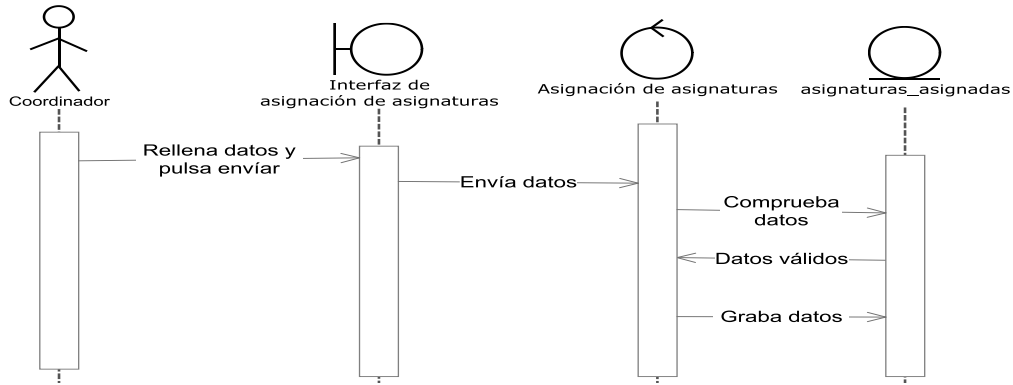 Coordinador
Interfaz de
asignación de asignaturas
Asignación de asignaturas
asignaturas_asignadas
Rellena datos y
pulsa envíar
Envía datos
Comprueba
datos
Datos válidos
Graba datos